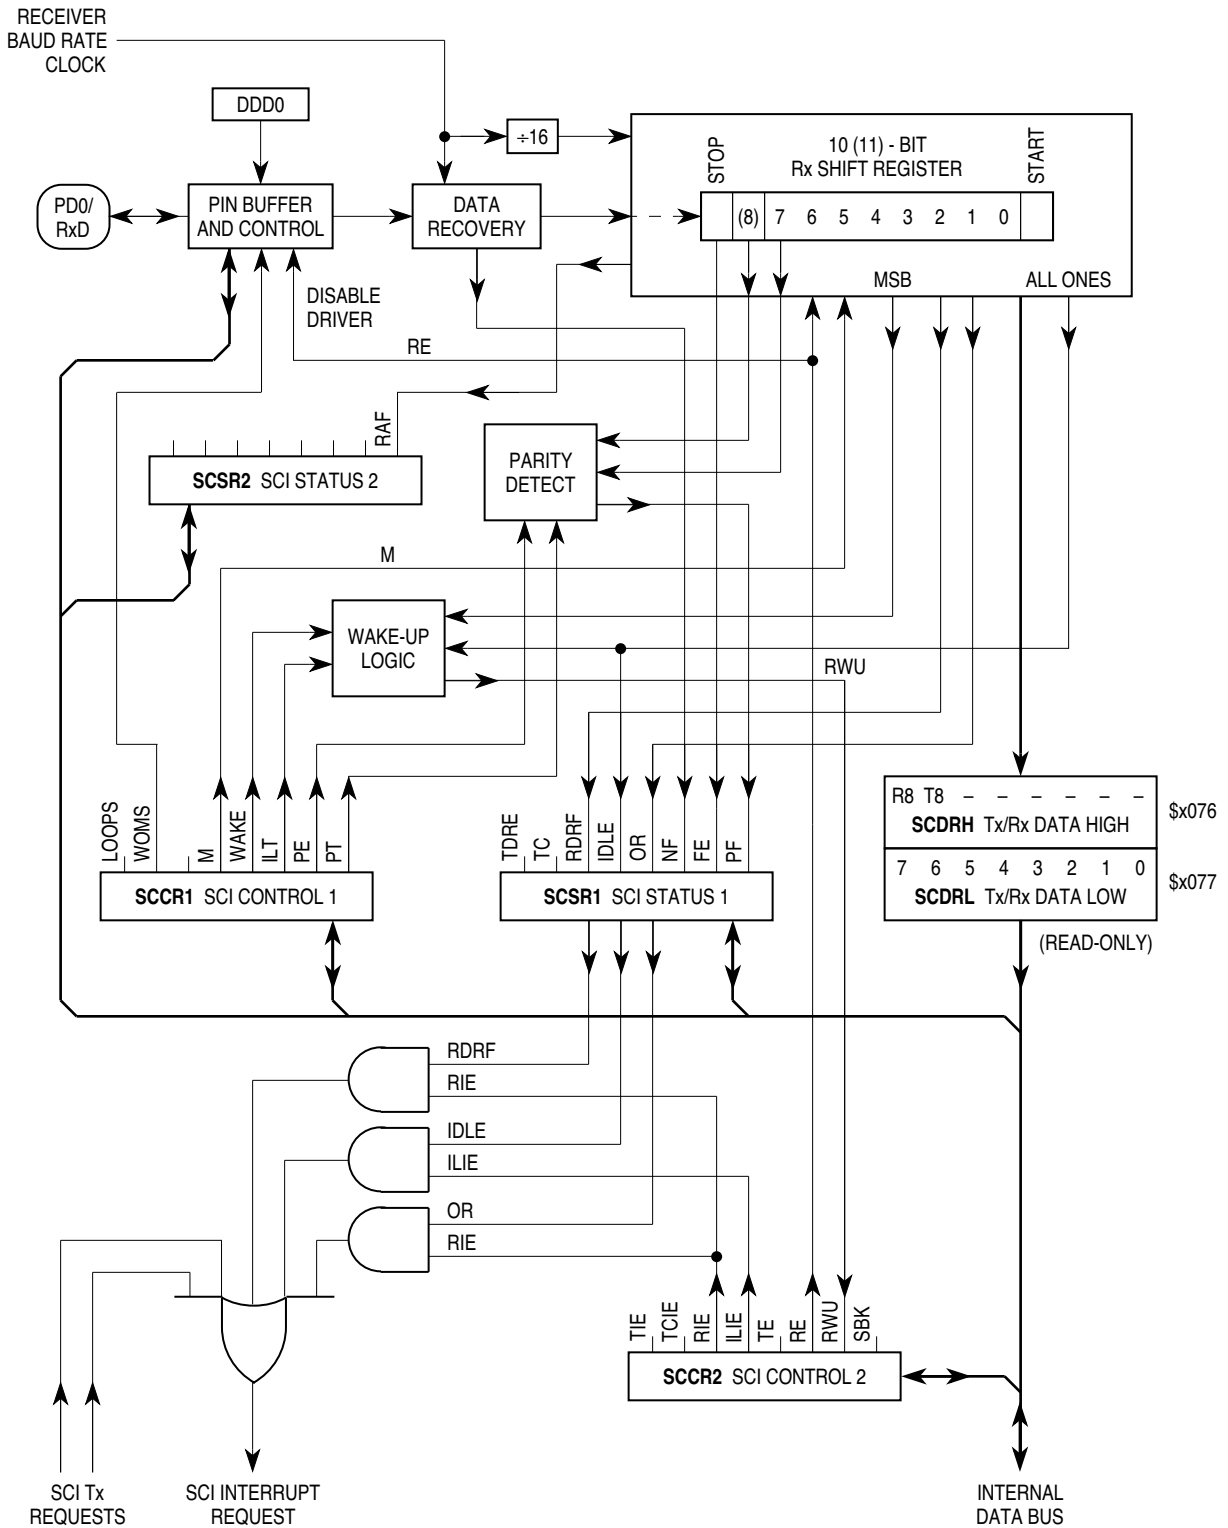 RECEIVER
BAUD RATE
CLOCK
DDD0
÷16
10 (11) - BIT
Rx SHIFT REGISTER
STOP
START
PD0/
RxD
PIN BUFFER
AND CONTROL
DATA
RECOVERY
(8) 7 6 5 4 3 2 1 0
MSB
ALL ONES
DISABLE
DRIVER
RE
RAF
SCSR2 SCI STATUS 2
PARITY
DETECT
M
WAKE-UP
LOGIC
RWU
LOOPS
WOMS
M
WAKE
ILT
PE
PT
SCCR1 SCI CONTROL 1
TDRE
TC
RDRF
IDLE
OR
NF
FE
PF
SCSR1 SCI STATUS 1
R8 T8 – – – – – –
SCDRH Tx/Rx DATA HIGH
$x076
7 6 5 4 3 2 1 0
SCDRL Tx/Rx DATA LOW
$x077
(READ-ONLY)
RDRF
RIE
IDLE
ILIE
OR
RIE
TIE
TCIE
RIE
ILIE
TE
RE
RWU
SBK
SCCR2 SCI CONTROL 2
SCI Tx
REQUESTS
SCI INTERRUPT
REQUEST
INTERNAL
DATA BUS